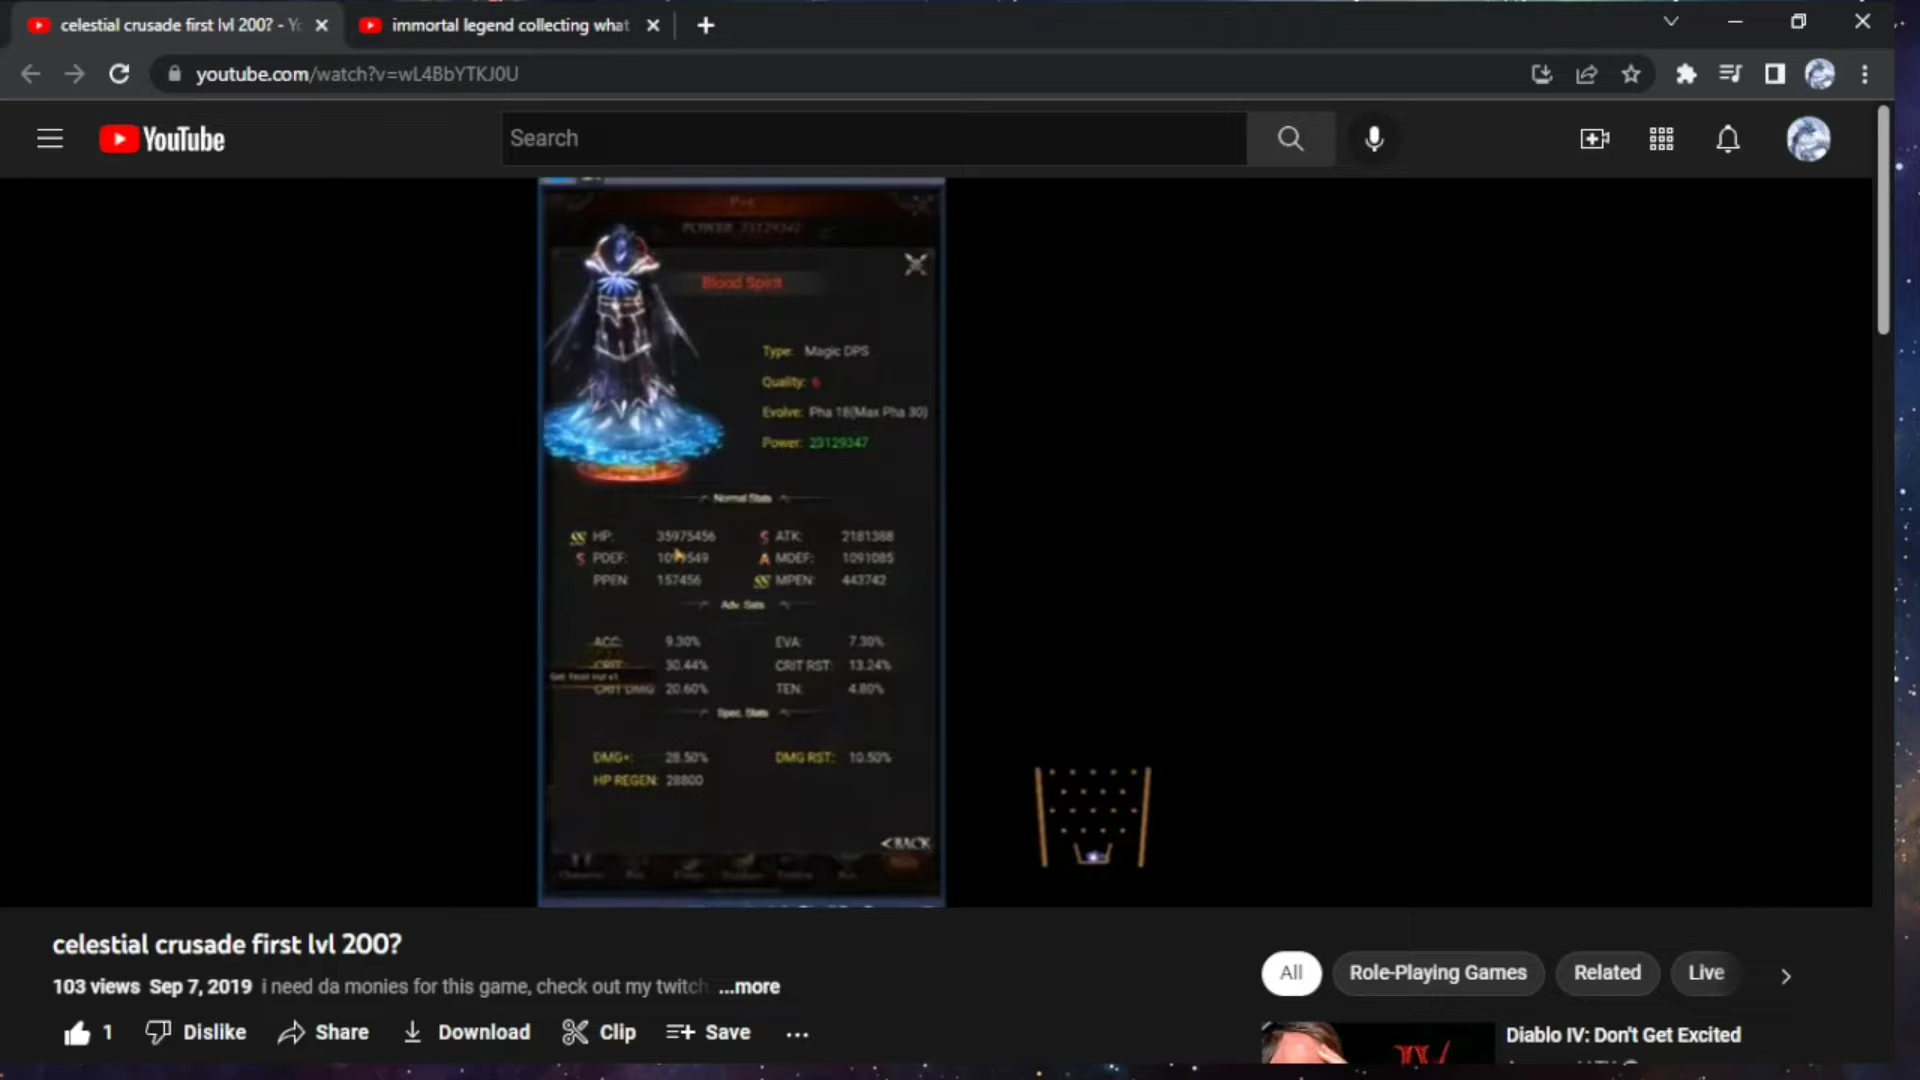 celestial crusade first lvl 200? - Yo
immortal legend collecting what
youtube.com/watch?v=wL4BbYTKJ0U
YouTube
Search
POWER 23129347
Blood Spirit
Type: Magic DPS
Quality: 6
Evolve: Pha 18(Max Pha 30)
Power: 23129347
Normal Stats
SS HP: 35975456 S ATK: 2181388
S PDEF: A MDEF: 1091085
PPEN: 157456 SS MPEN: 443742
Adv. Stats
ACC: 9.30% EVA: 7.30%
CRIT: 30.44% CRIT RST: 13.24%
CRIT DMG: 20.60% TEN: 4.80%
Spec. Stats
DMG+: 28.50% DMG RST: 10.50%
HP REGEN: 28800
<BACK
celestial crusade first lvl 200?
103 views Sep 7, 2019 i need da monies for this game, check out my twitch ...more
1 Dislike Share Download Clip Save ...
All Role-Playing Games Related Live
Diablo IV: Don't Get Excited